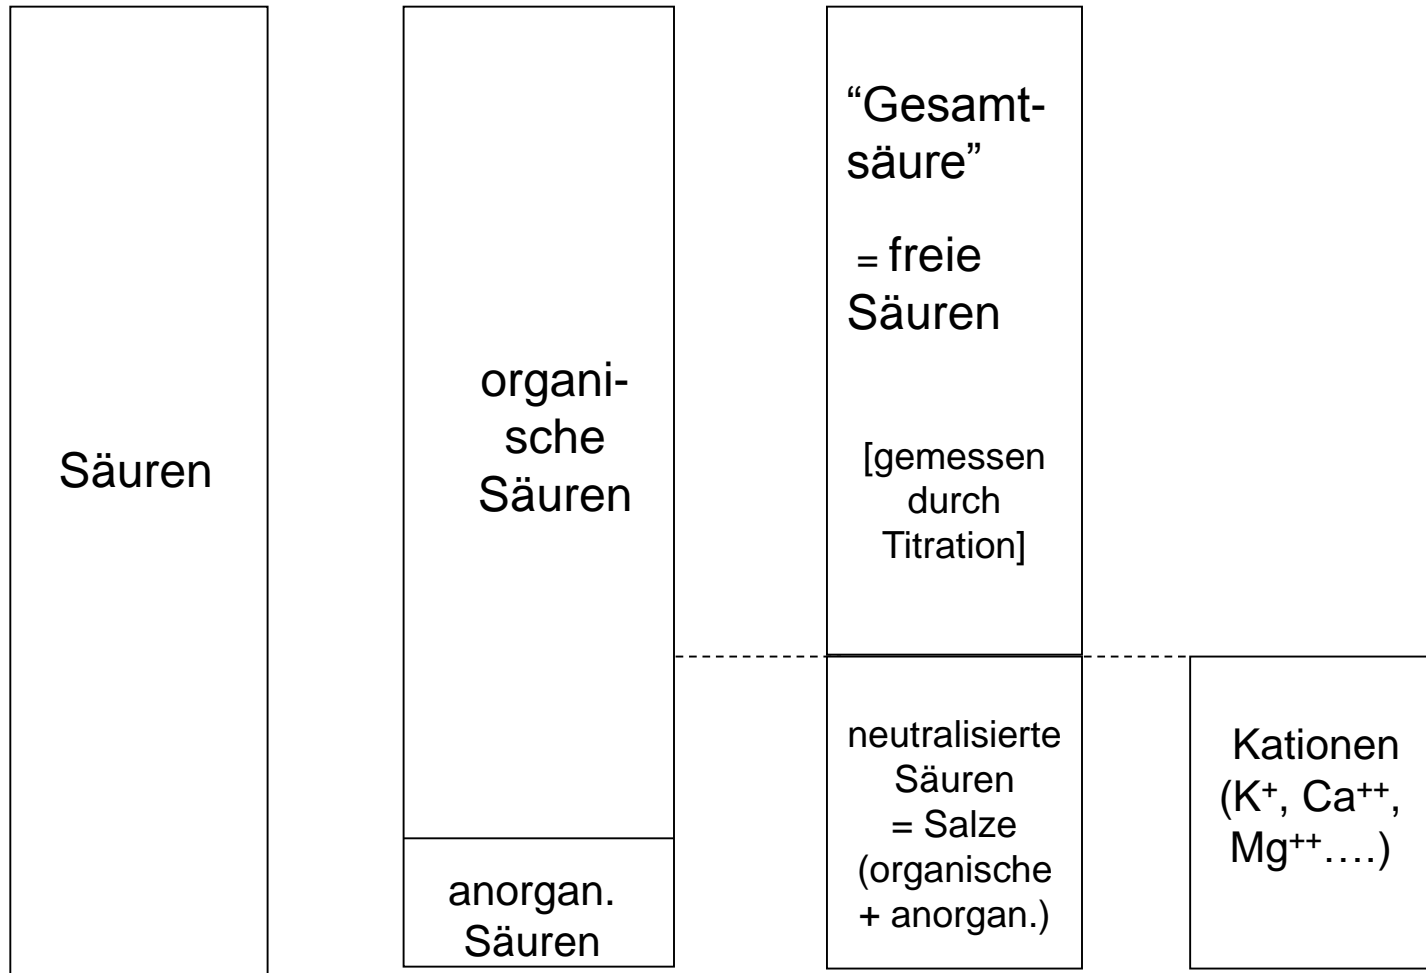 Säuren
organi-
sche
Säuren
anorgan.
Säuren
“Gesamt-
säure”
= freie
Säuren
[gemessen
durch
Titration]
neutralisierte
Säuren
= Salze
(organische
+ anorgan.)
Kationen
(K⁺, Ca⁺⁺,
Mg⁺⁺….)